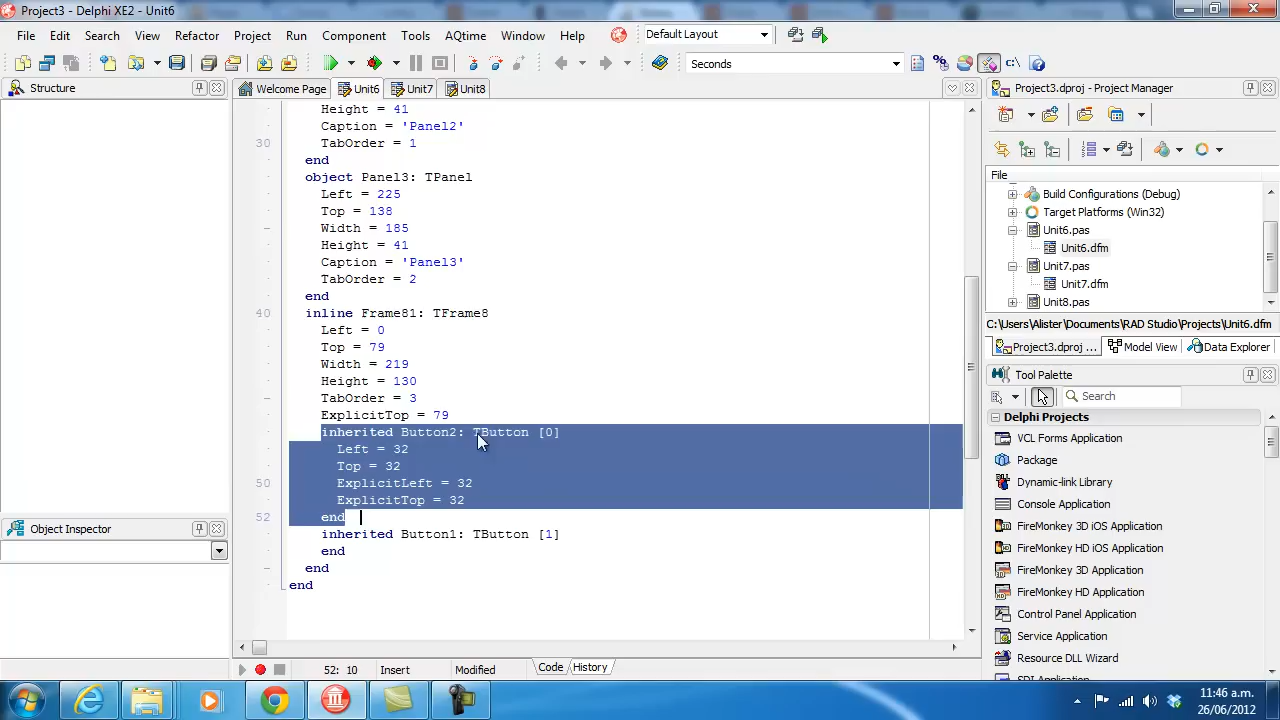 Project3 - Delphi XE2 - Unit6
File Edit Search View Refactor Project Run Component Tools AQtime Window Help Default Layout
Seconds
Structure
Welcome Page Unit6 Unit7 Unit8
Project3.dproj - Project Manager
Height = 41
Caption = 'Panel2'
30 TabOrder = 1
end
object Panel3: TPanel
Left = 225
Top = 138
Width = 185
Height = 41
Caption = 'Panel3'
TabOrder = 2
end
40 inline Frame81: TFrame8
Left = 0
Top = 79
Width = 219
Height = 130
TabOrder = 3
ExplicitTop = 79
inherited Button2: TButton [0]
Left = 32
Top = 32
50 ExplicitLeft = 32
ExplicitTop = 32
52 end
inherited Button1: TButton [1]
end
end
end
File
Build Configurations (Debug)
Target Platforms (Win32)
Unit6.pas
Unit6.dfm
Unit7.pas
Unit7.dfm
Unit8.pas
C:\Users\Alister\Documents\RAD Studio\Projects\Unit6.dfm
Project3.dproj ... Model View Data Explorer
Tool Palette
Search
Delphi Projects
VCL Forms Application
Package
Dynamic-link Library
Console Application
FireMonkey 3D iOS Application
FireMonkey HD iOS Application
FireMonkey 3D Application
FireMonkey HD Application
Control Panel Application
Service Application
Resource DLL Wizard
SDI Application
Object Inspector
52: 10 Insert Modified Code History
11:46 a.m.
26/06/2012